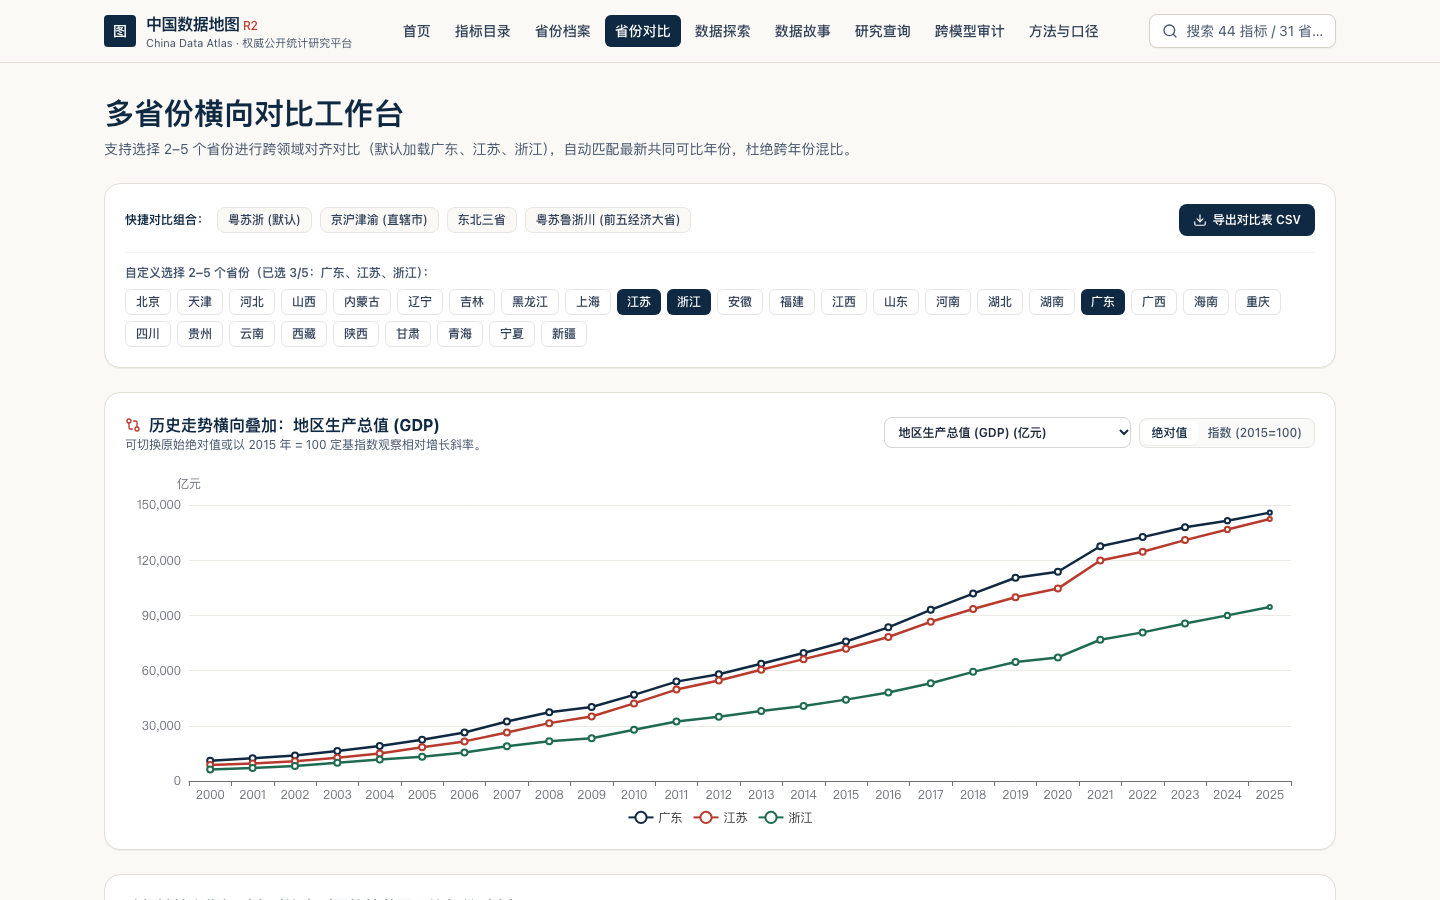 图
中国数据地图 R2
China Data Atlas · 权威公开统计研究平台
首页 指标目录 省份档案 省份对比 数据探索 数据故事 研究查询 跨模型审计 方法与口径
搜索 44 指标 / 31 省...
多省份横向对比工作台
支持选择 2–5 个省份进行跨领域对齐对比（默认加载广东、江苏、浙江），自动匹配最新共同可比年份，杜绝跨年份混比。
快捷对比组合： 粤苏浙 (默认) 京沪津渝 (直辖市) 东北三省 粤苏鲁浙川 (前五经济大省) 导出对比表 CSV
自定义选择 2–5 个省份（已选 3/5：广东、江苏、浙江）：
北京 天津 河北 山西 内蒙古 辽宁 吉林 黑龙江 上海 江苏 浙江 安徽 福建 江西 山东 河南 湖北 湖南 广东 广西 海南 重庆
四川 贵州 云南 西藏 陕西 甘肃 青海 宁夏 新疆
历史走势横向叠加：地区生产总值 (GDP)
可切换原始绝对值或以 2015 年 = 100 定基指数观察相对增长斜率。
地区生产总值 (GDP) (亿元) 绝对值 指数 (2015=100)
亿元
150,000
120,000
90,000
60,000
30,000
0
2000 2001 2002 2003 2004 2005 2006 2007 2008 2009 2010 2011 2012 2013 2014 2015 2016 2017 2018 2019 2020 2021 2022 2023 2024 2025
广东 江苏 浙江